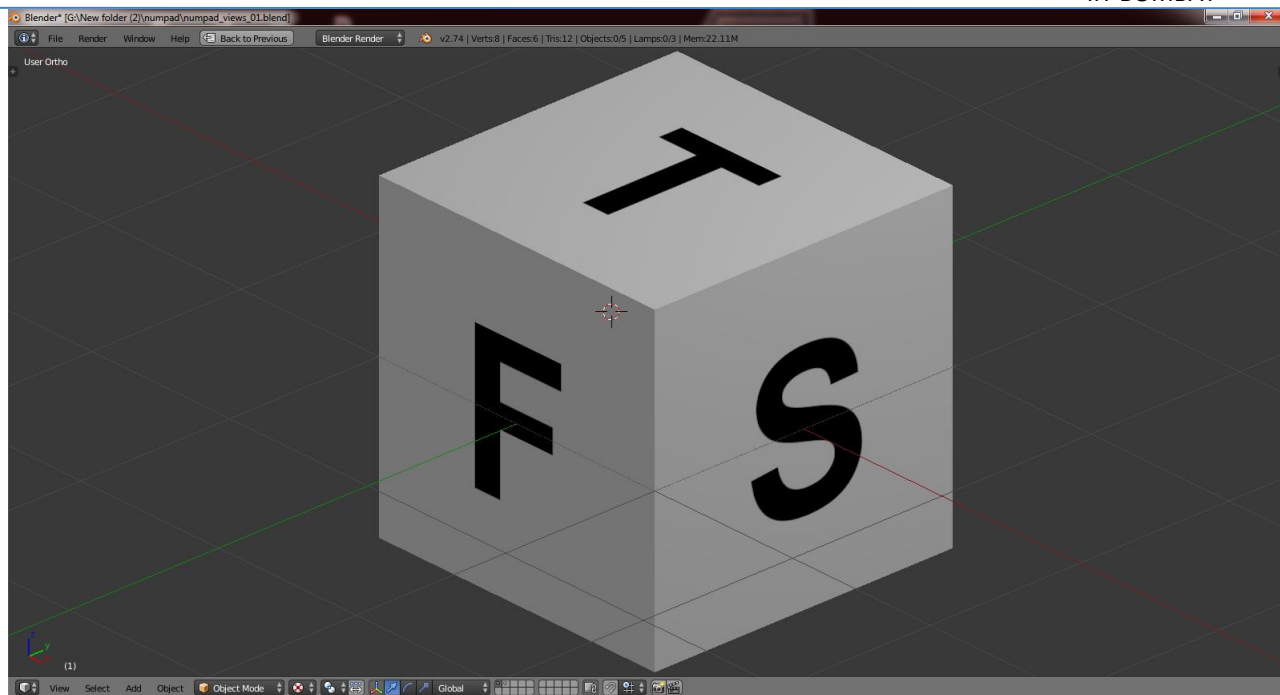 Blender* [G:\New folder (2)\numpad\numpad_views_01.blend]
File Render Window Help Back to Previous Blender Render v2.74 | Verts:8 | Faces:6 | Tris:12 | Objects:0/5 | Lamps:0/3 | Mem:22.11M
User Ortho
T
F S
z
y
(1)
View Select Add Object Object Mode Global